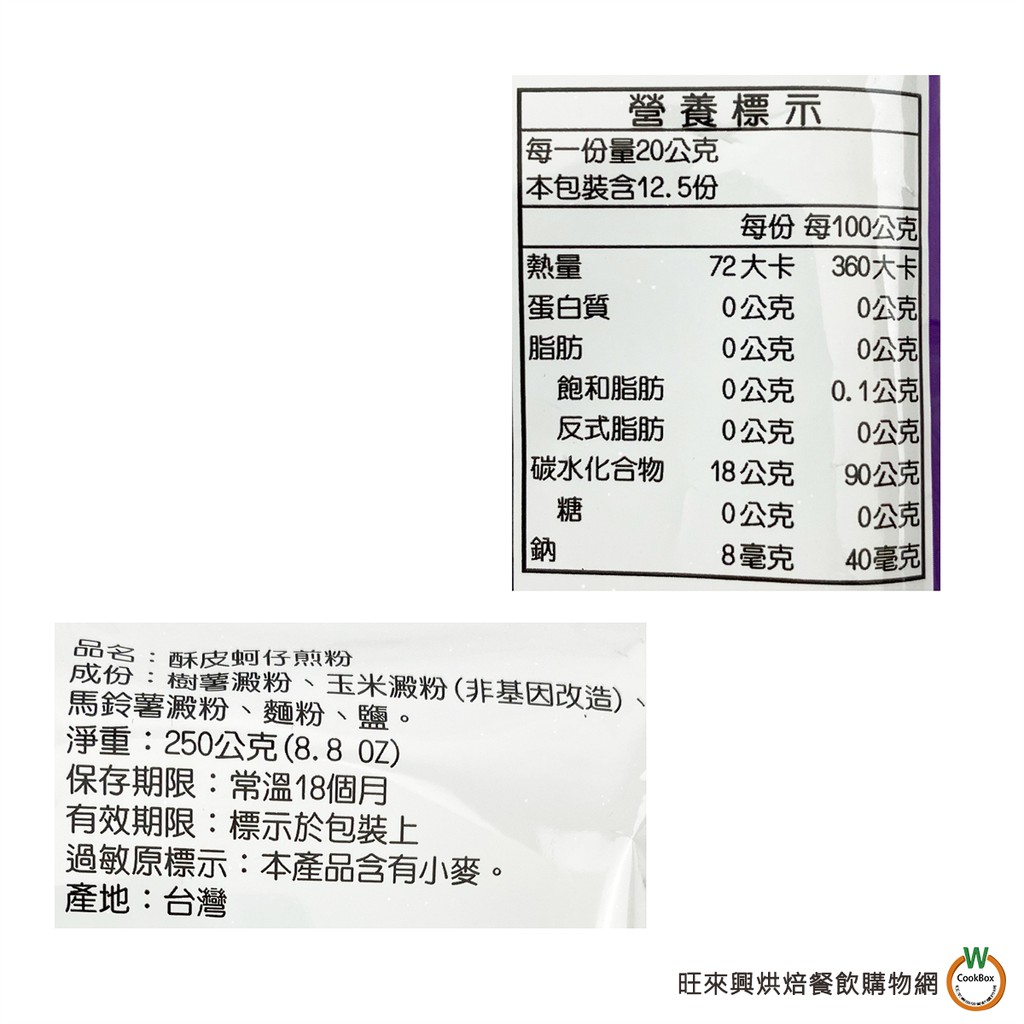 營養標示
每一份量20公克
本包裝含12.5份
每份 每100公克
熱量 72大卡 360大卡
蛋白質 0公克 0公克
脂肪 0公克 0公克
飽和脂肪 0公克 0.1公克
反式脂肪 0公克 0公克
碳水化合物 18公克 90公克
糖 0公克 0公克
鈉 8毫克 40毫克
品名：酥皮蚵仔煎粉
成份：樹薯澱粉、玉米澱粉(非基因改造)、
馬鈴薯澱粉、麵粉、鹽。
淨重：250公克(8.8 OZ)
保存期限：常溫18個月
有效期限：標示於包裝上
過敏原標示：本產品含有小麥。
產地：台灣
旺來興烘焙餐飲購物網
W
CookBox